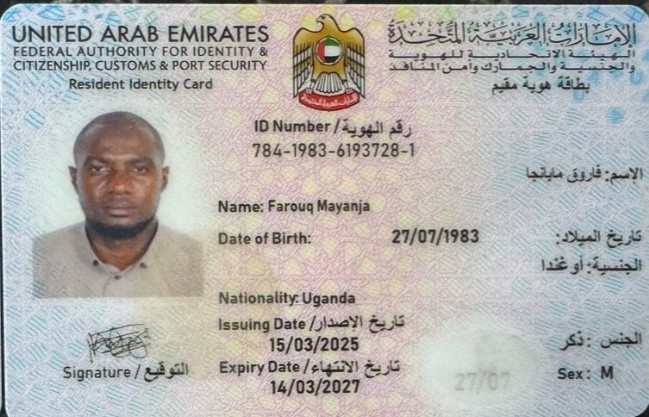 UNITED ARAB EMIRATES
FEDERAL AUTHORITY FOR IDENTITY &
CITIZENSHIP, CUSTOMS & PORT SECURITY
Resident Identity Card
الإمارات العربية المتحدة
الهيئة الاتحادية للهوية
والجنسية والجمارك وأمن المنافذ
بطاقة هوية مقيم
ID Number / رقم الهوية
784-1983-6193728-1
الإسم: فاروق مايانجا
Name: Farouq Mayanja
Date of Birth: 27/07/1983 تاريخ الميلاد:
الجنسية: أوغندا
Nationality: Uganda
Issuing Date / تاريخ الاصدار
15/03/2025
الجنس: ذكر
Expiry Date / تاريخ الانتهاء
14/03/2027
Sex: M
Signature / التوقيع
27/07